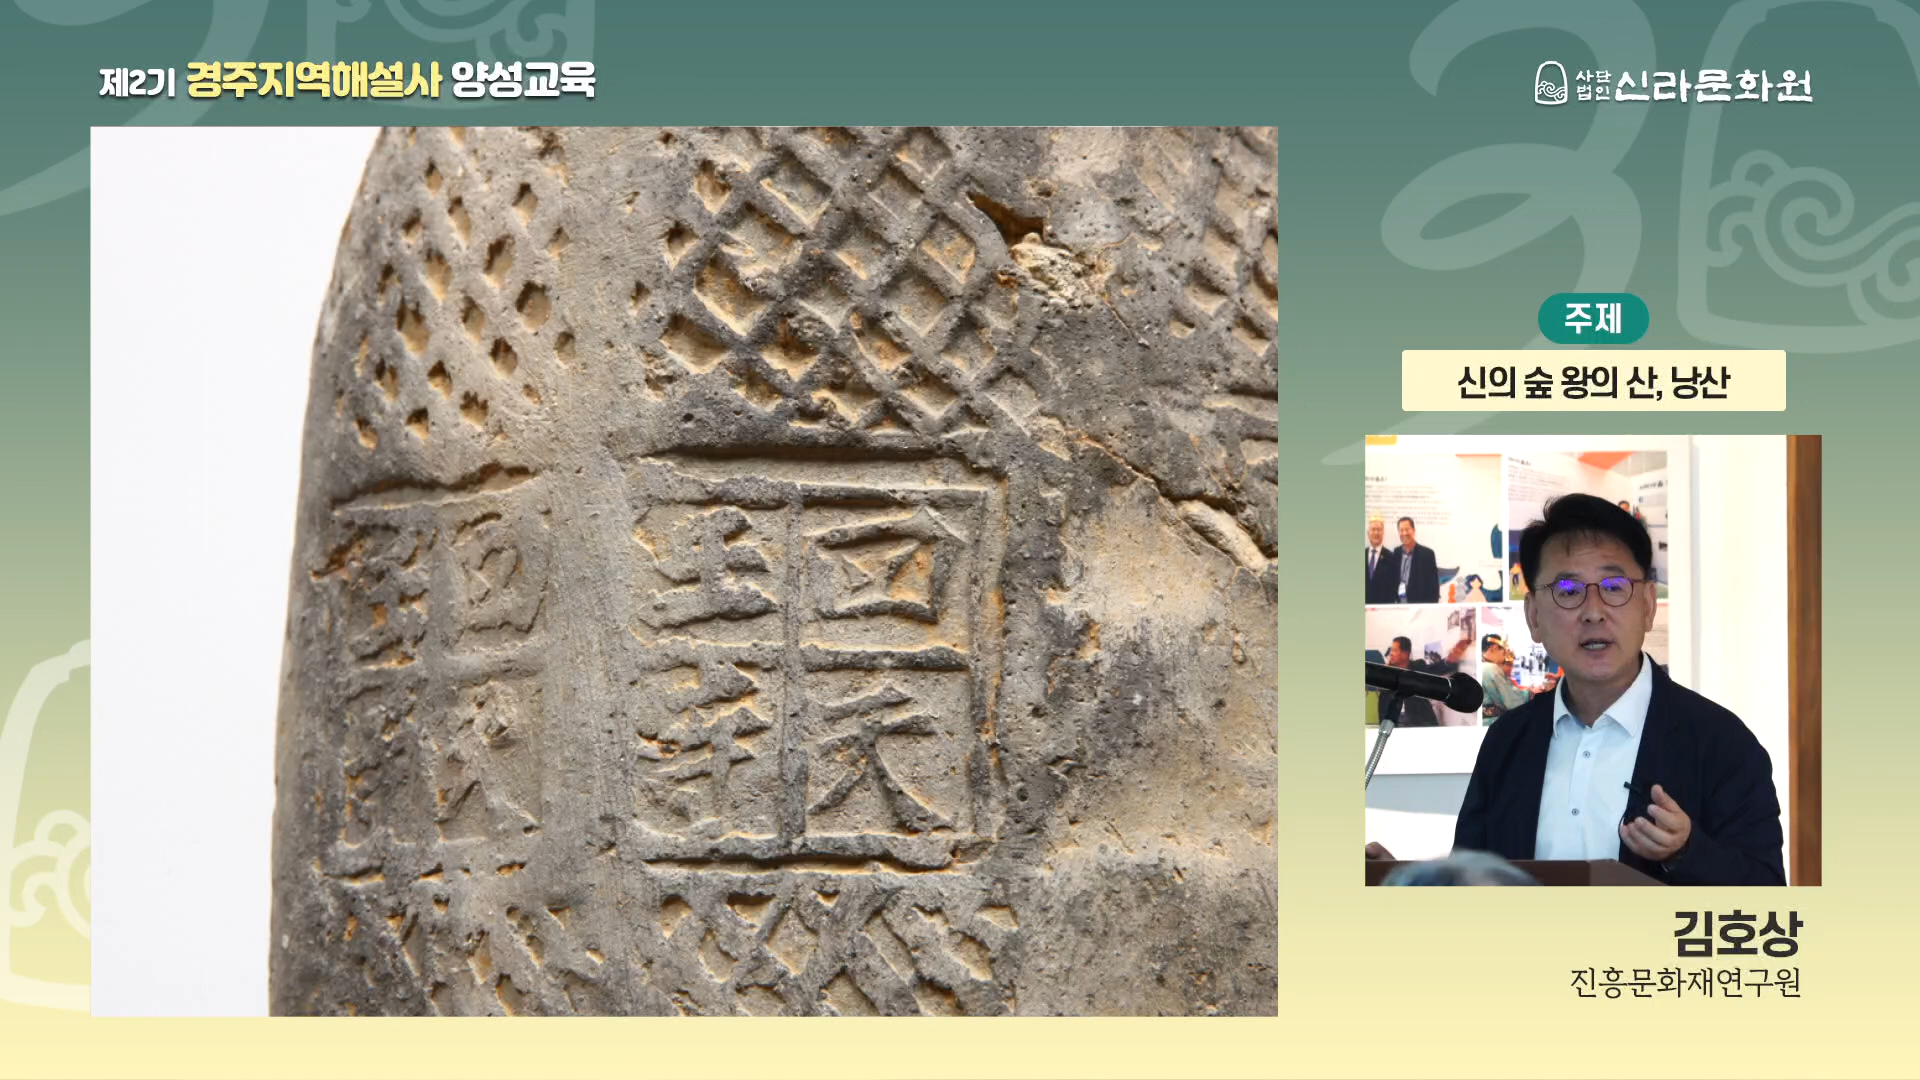 제2기 경주지역해설사 양성교육
사단법인 신라문화원
四天
王寺
주제
신의 숲 왕의 산, 낭산
김호상
진흥문화재연구원